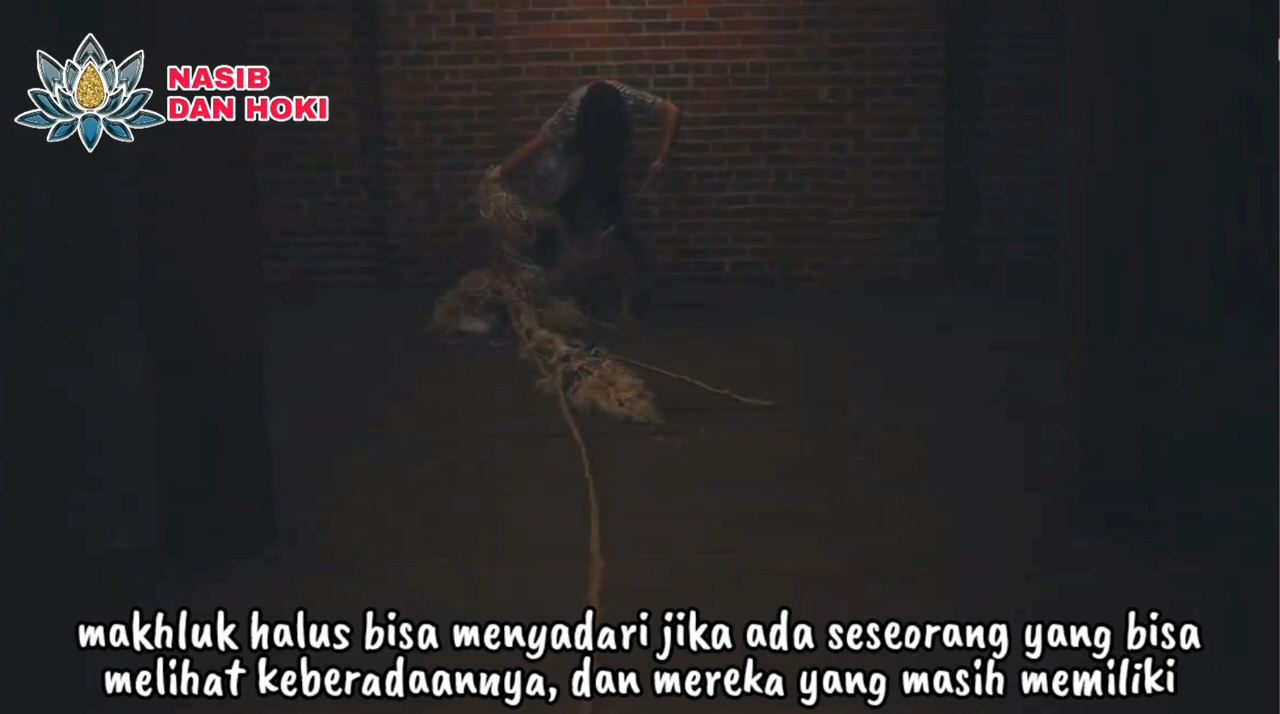 NASIB
DAN HOKI
makhluk halus bisa menyadari jika ada seseorang yang bisa
melihat keberadaannya, dan mereka yang masih memiliki